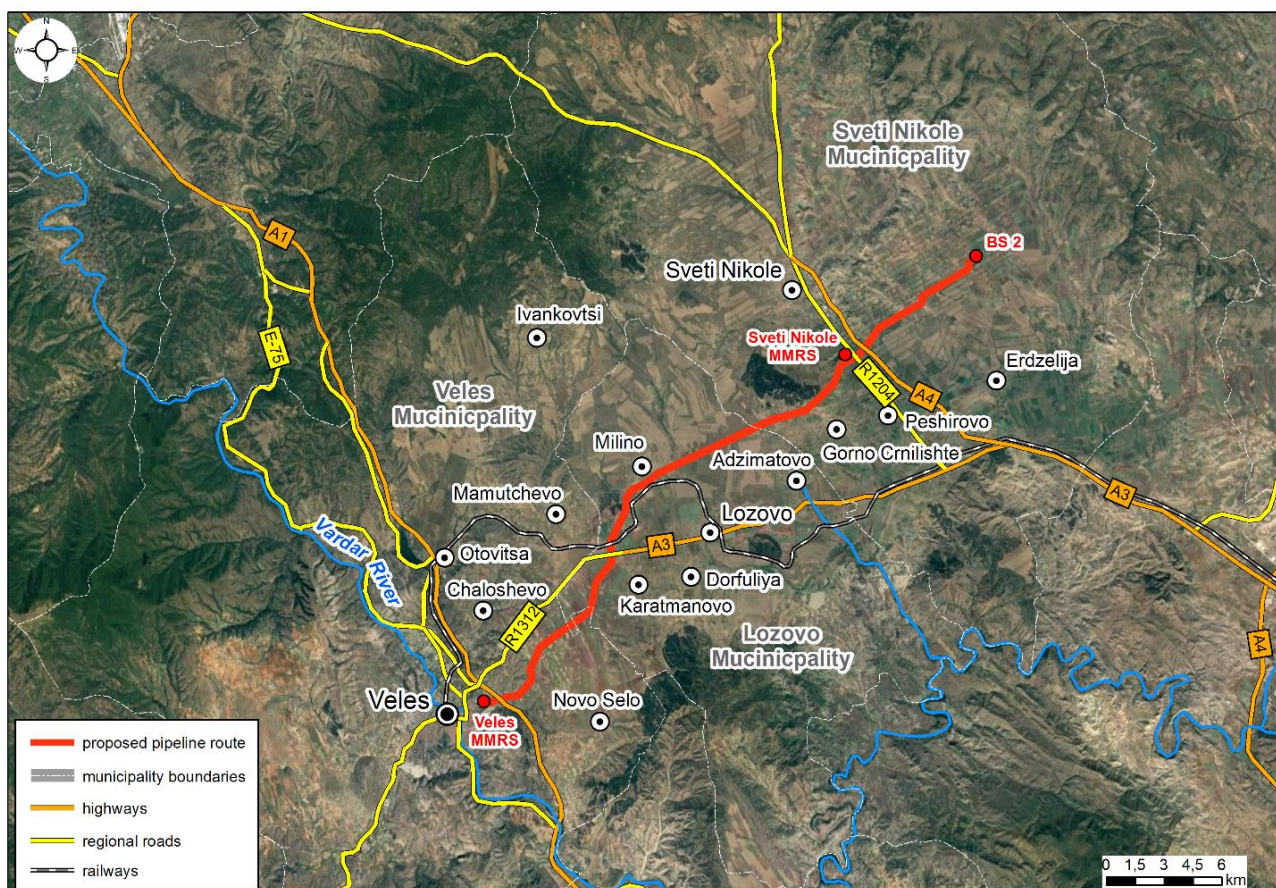 N
W E
S
Sveti Nikole
Mucinicpality
A1
BS 2
Sveti Nikole
Ivankovtsi
Sveti Nikole
MMRS
E-75
Erdzelija
R1204
A4
Veles
Mucinicpality
Peshirovo
Gorno Crnilishte
Milino
Adzimatovo
A3
Mamutchevo
Lozovo
A3
Otovitsa
Vardar River
Dorfuliya
Chaloshevo
Karatmanovo
R1312
Lozovo
Mucinicpality
A4
Veles
Novo Selo
Veles
MMRS
proposed pipeline route
municipality boundaries
highways
regional roads
railways
0 1,5 3 4,5 6
km